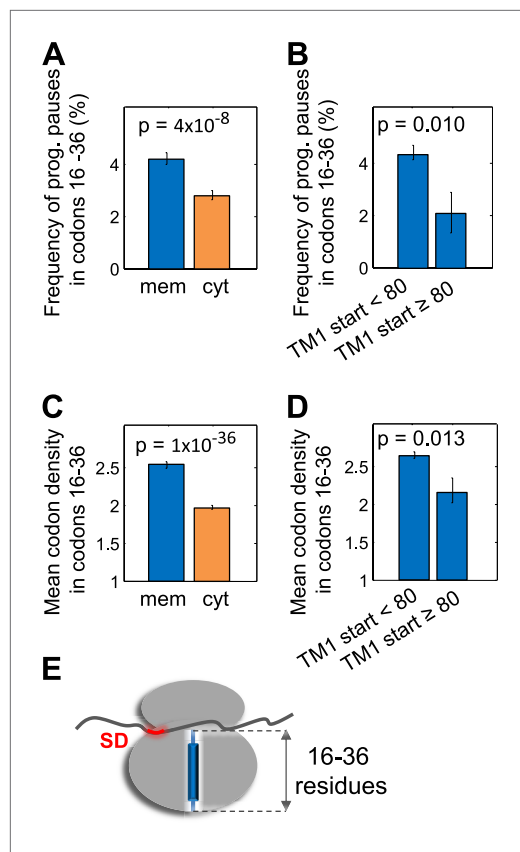 A
Frequency of prog. pauses
in codons 16 -36 (%)
p = 4x10-8
4
2
0
mem
cyt
B
Frequency of prog. pauses
in codons 16-36 (%)
p = 0.010
4
2
0
TM1 start < 80
TM1 start ≥ 80
C
Mean codon density
in codons 16-36
p = 1x10-36
2.5
2
1.5
1
mem
cyt
D
Mean codon density
in codons 16-36
p = 0.013
2.5
2
1.5
1
TM1 start < 80
TM1 start ≥ 80
E
SD
16-36
residues